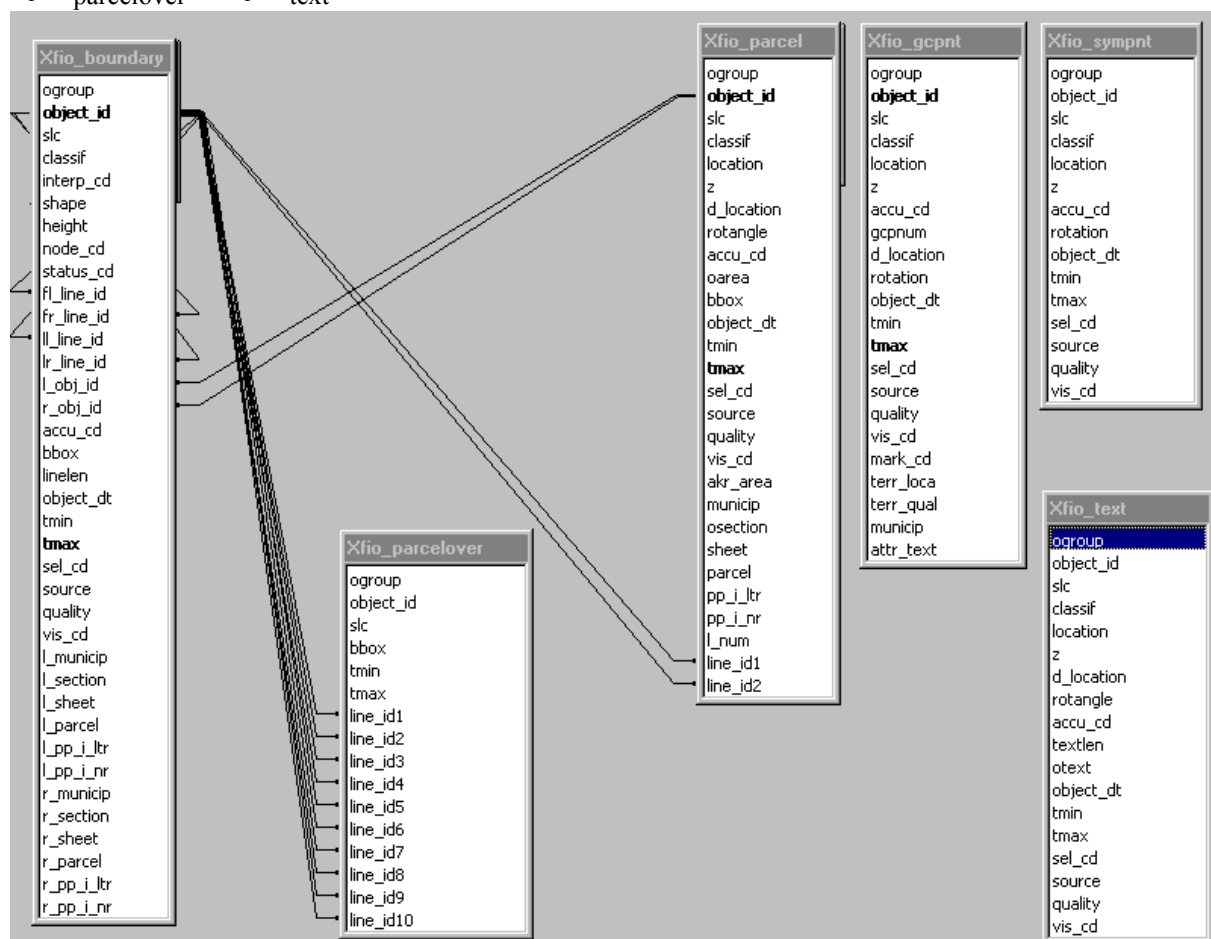 • parcelover • text
Xfio_boundary
ogroup
object_id
slc
classif
interp_cd
shape
height
node_cd
status_cd
fl_line_id
fr_line_id
ll_line_id
lr_line_id
l_obj_id
r_obj_id
accu_cd
bbox
linelen
object_dt
tmin
tmax
sel_cd
source
quality
vis_cd
l_municip
l_section
l_sheet
l_parcel
l_pp_i_ltr
l_pp_i_nr
r_municip
r_section
r_sheet
r_parcel
r_pp_i_ltr
r_pp_i_nr
Xfio_parcelover
ogroup
object_id
slc
bbox
tmin
tmax
line_id1
line_id2
line_id3
line_id4
line_id5
line_id6
line_id7
line_id8
line_id9
line_id10
Xfio_parcel
ogroup
object_id
slc
classif
location
z
d_location
rotangle
accu_cd
oarea
bbox
object_dt
tmin
tmax
sel_cd
source
quality
vis_cd
akr_area
municip
osection
sheet
parcel
pp_i_ltr
pp_i_nr
l_num
line_id1
line_id2
Xfio_gcpnt
ogroup
object_id
slc
classif
location
z
accu_cd
gcpnum
d_location
rotation
object_dt
tmin
tmax
sel_cd
source
quality
vis_cd
mark_cd
terr_loca
terr_qual
municip
attr_text
Xfio_sympnt
ogroup
object_id
slc
classif
location
z
accu_cd
rotation
object_dt
tmin
tmax
sel_cd
source
quality
vis_cd
Xfio_text
ogroup
object_id
slc
classif
location
z
d_location
rotangle
accu_cd
textlen
otext
object_dt
tmin
tmax
sel_cd
source
quality
vis_cd